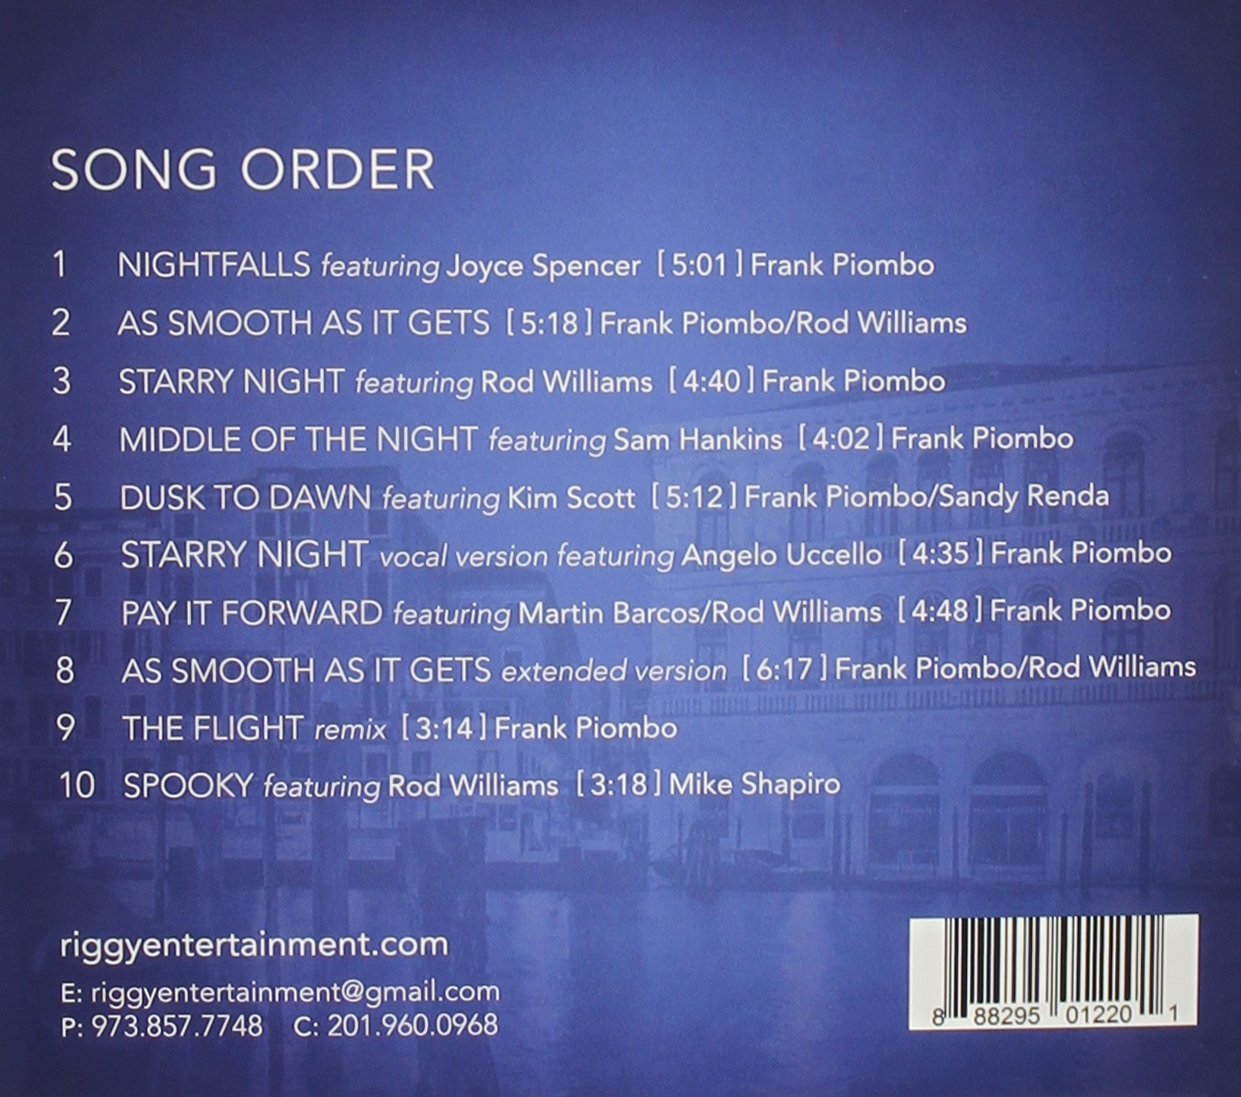 SONG ORDER
1 NIGHTFALLS featuring Joyce Spencer [5:01] Frank Piombo
2 AS SMOOTH AS IT GETS [5:18] Frank Piombo/Rod Williams
3 STARRY NIGHT featuring Rod Williams [4:40] Frank Piombo
4 MIDDLE OF THE NIGHT featuring Sam Hankins [4:02] Frank Piombo
5 DUSK TO DAWN featuring Kim Scott [5:12] Frank Piombo/Sandy Renda
6 STARRY NIGHT vocal version featuring Angelo Uccello [4:35] Frank Piombo
7 PAY IT FORWARD featuring Martin Barcos/Rod Williams [4:48] Frank Piombo
8 AS SMOOTH AS IT GETS extended version [6:17] Frank Piombo/Rod Williams
9 THE FLIGHT remix [3:14] Frank Piombo
10 SPOOKY featuring Rod Williams [3:18] Mike Shapiro
riggyentertainment.com
E: riggyentertainment@gmail.com
P: 973.857.7748 C: 201.960.0968
8 88295 01220 1